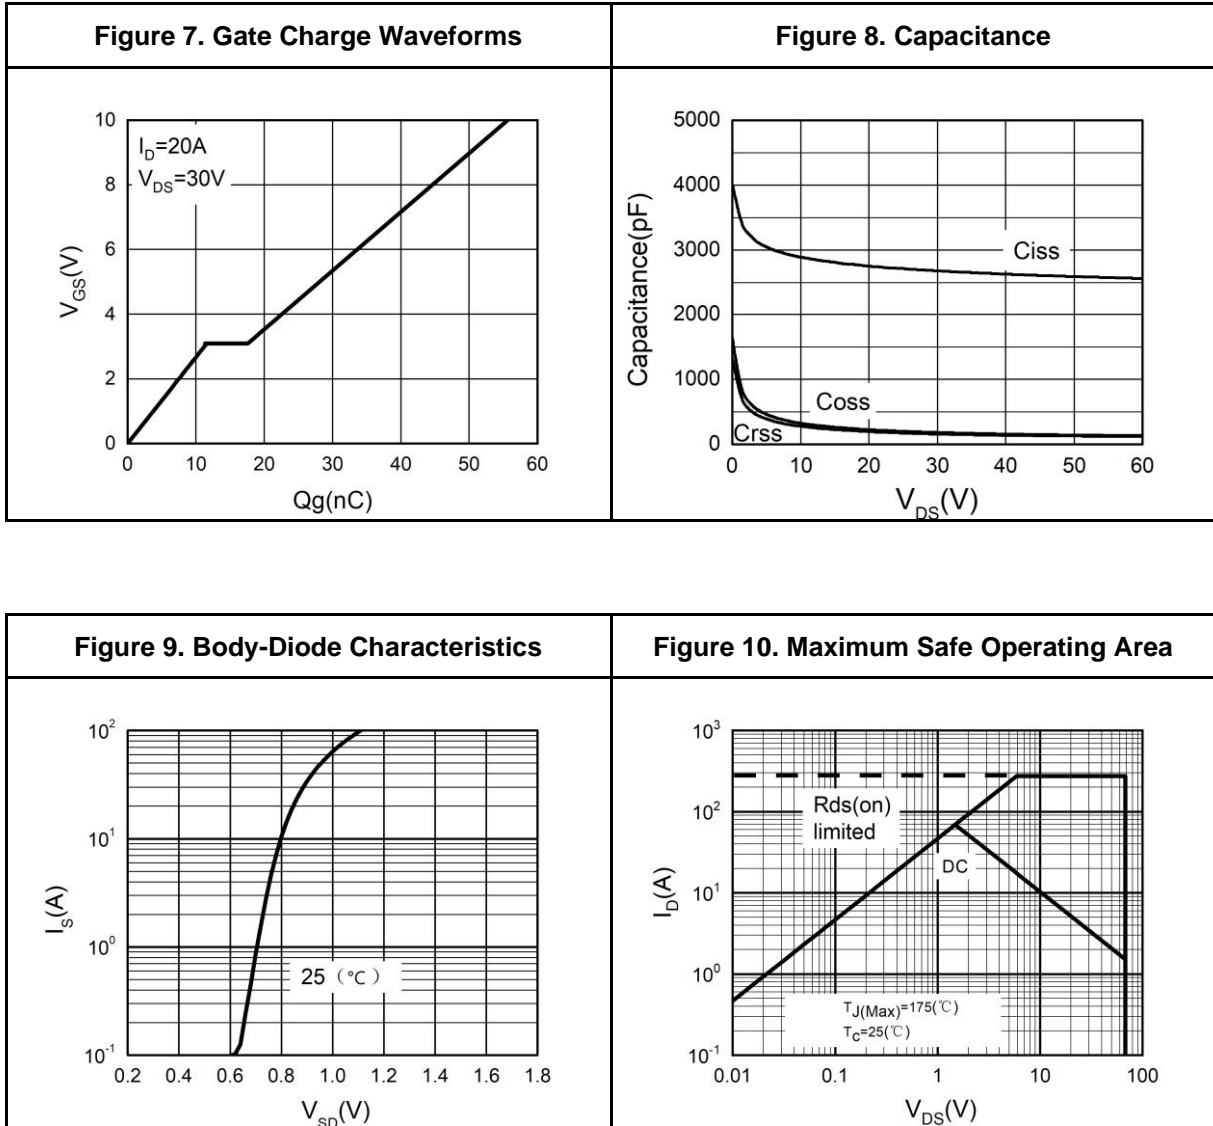 Figure 7. Gate Charge Waveforms
Figure 8. Capacitance
10
8
6
4
2
0
I_D=20A
V_DS=30V
V_GS(V)
0 10 20 30 40 50 60
Qg(nC)
5000
4000
3000
2000
1000
0
Capacitance(pF)
Ciss
Coss
Crss
0 10 20 30 40 50 60
V_DS(V)
Figure 9. Body-Diode Characteristics
Figure 10. Maximum Safe Operating Area
10^2
10^1
10^0
10^-1
I_S(A)
25（℃）
0.2 0.4 0.6 0.8 1.0 1.2 1.4 1.6 1.8
V_SD(V)
10^3
10^2
10^1
10^0
10^-1
I_D(A)
Rds(on)
limited
DC
T_J(Max)=175(℃)
T_C=25(℃)
0.01 0.1 1 10 100
V_DS(V)